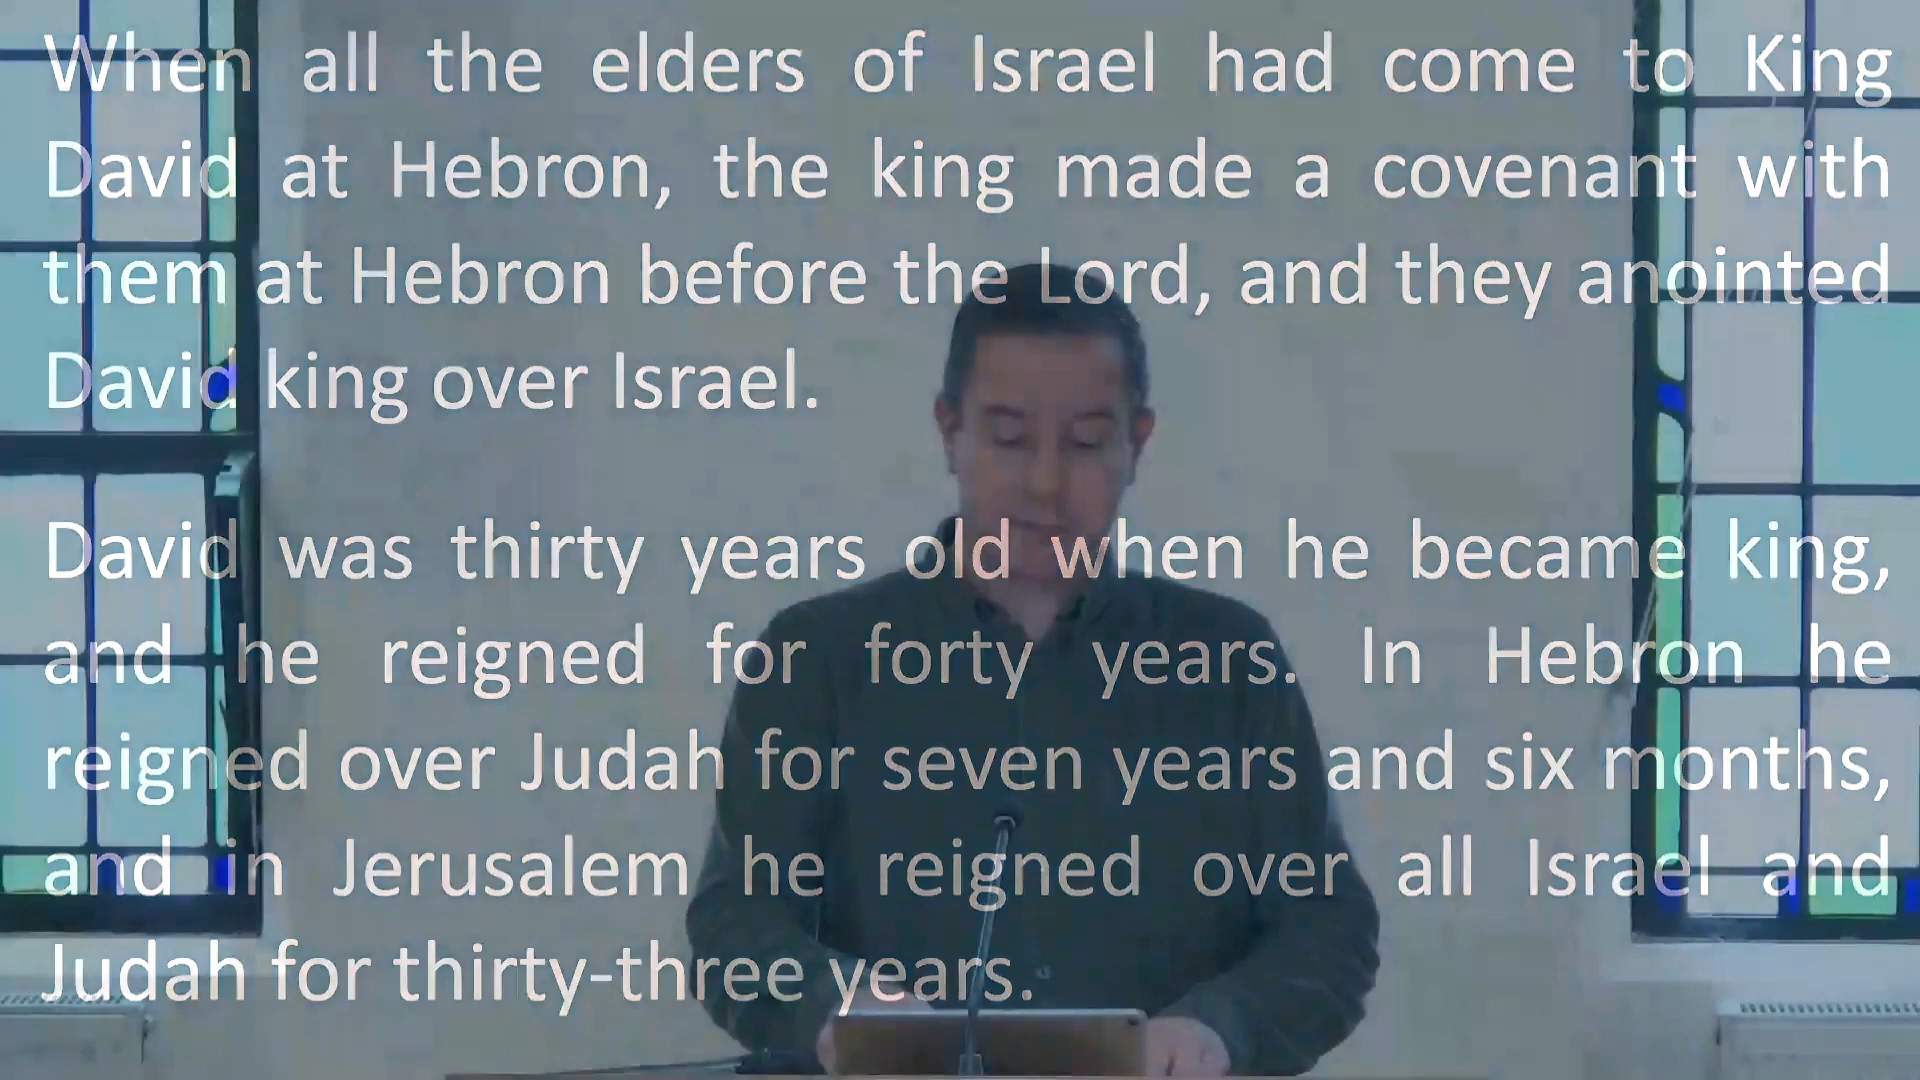 When all the elders of Israel had come to King
David at Hebron, the king made a covenant with
them at Hebron before the Lord, and they anointed
David king over Israel.
David was thirty years old when he became king,
and he reigned for forty years. In Hebron he
reigned over Judah for seven years and six months,
and in Jerusalem he reigned over all Israel and
Judah for thirty-three years.